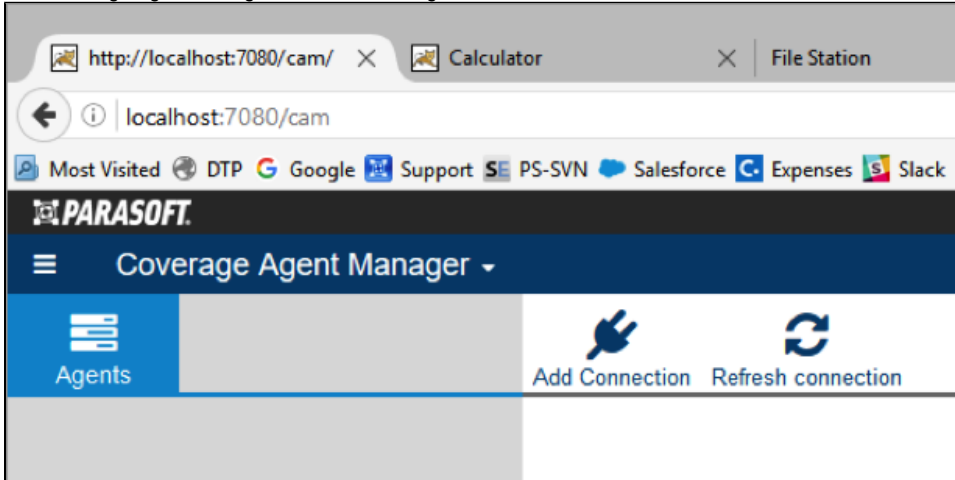 http://localhost:7080/cam/ Calculator File Station
localhost:7080/cam
Most Visited DTP G Google Support SE PS-SVN Salesforce C. Expenses Slack
PARASOFT.
Coverage Agent Manager
Agents
Add Connection Refresh connection